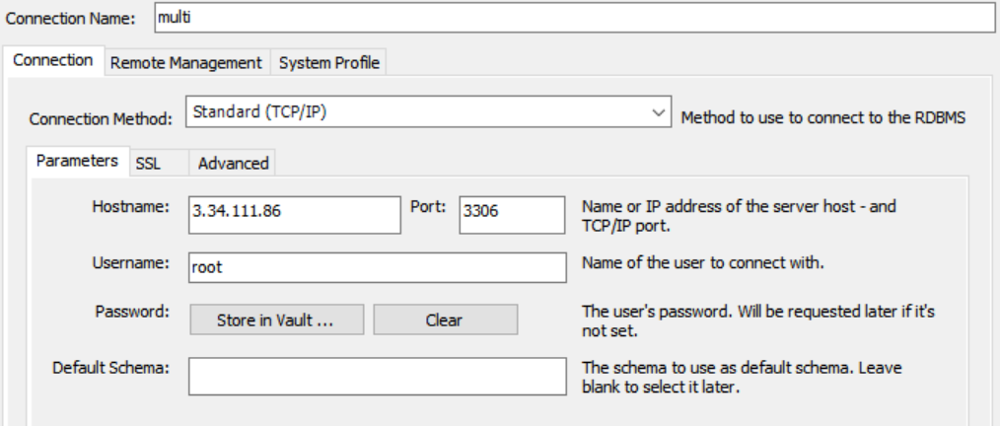 Connection Name: multi
Connection Remote Management System Profile
Connection Method: Standard (TCP/IP) Method to use to connect to the RDBMS
Parameters SSL Advanced
Hostname: 3.34.111.86 Port: 3306 Name or IP address of the server host - and
TCP/IP port.
Username: root Name of the user to connect with.
Password: Store in Vault ... Clear The user's password. Will be requested later if it's
not set.
Default Schema: The schema to use as default schema. Leave
blank to select it later.